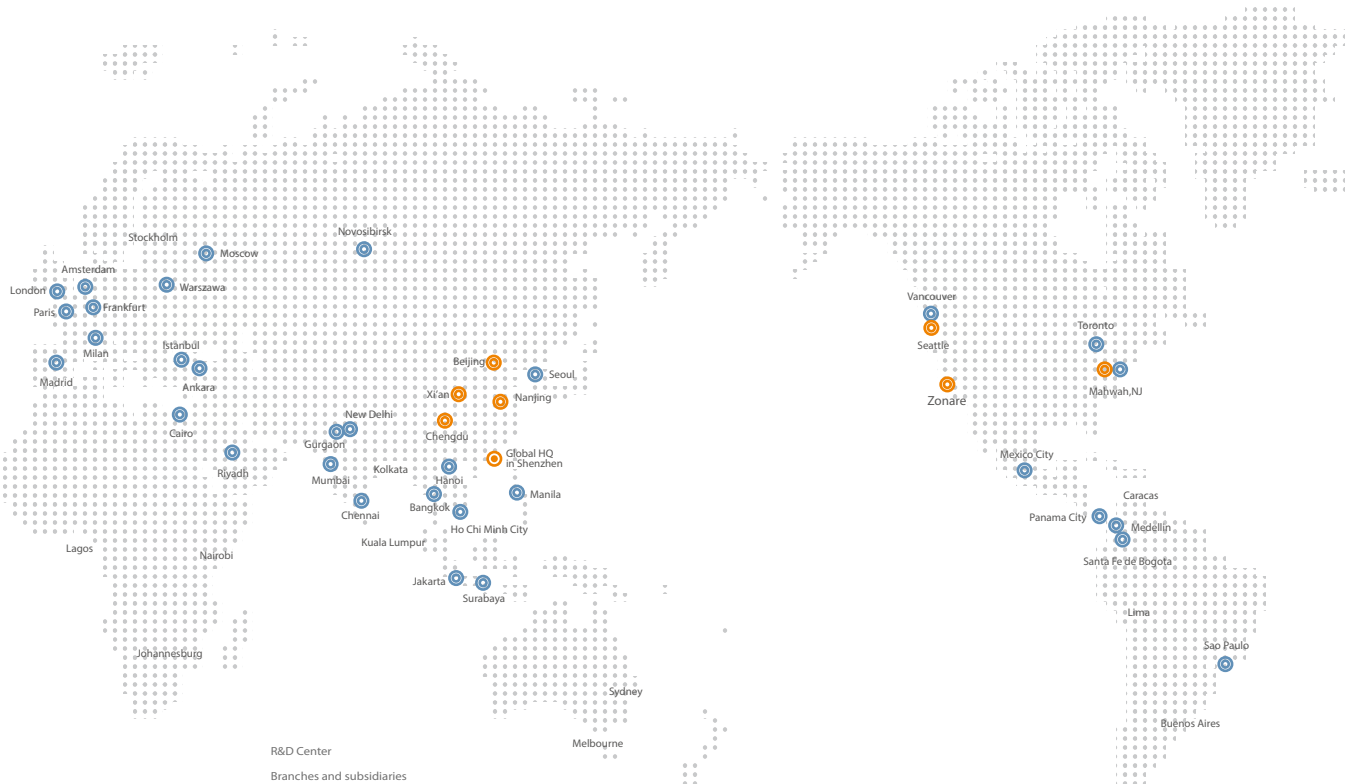 Stockholm
Moscow
Novosibirsk
Amsterdam
London
Warszawa
Paris
Frankfurt
Milan
Istanbul
Madrid
Ankara
Cairo
Riyadh
Beijing
Seoul
Xi'an
Nanjing
Chengdu
New Delhi
Gurgaon
Mumbai
Kolkata
Chennai
Global HQ
in Shenzhen
Hanoi
Bangkok
Manila
Ho Chi Minh City
Kuala Lumpur
Lagos
Nairobi
Jakarta
Surabaya
Johannesburg
Sydney
Melbourne
Vancouver
Seattle
Toronto
Zonare
Mahwah,NJ
Mexico City
Caracas
Panama City
Medellin
Santa Fe de Bogota
Lima
Sao Paulo
Buenos Aires
R&D Center
Branches and subsidiaries